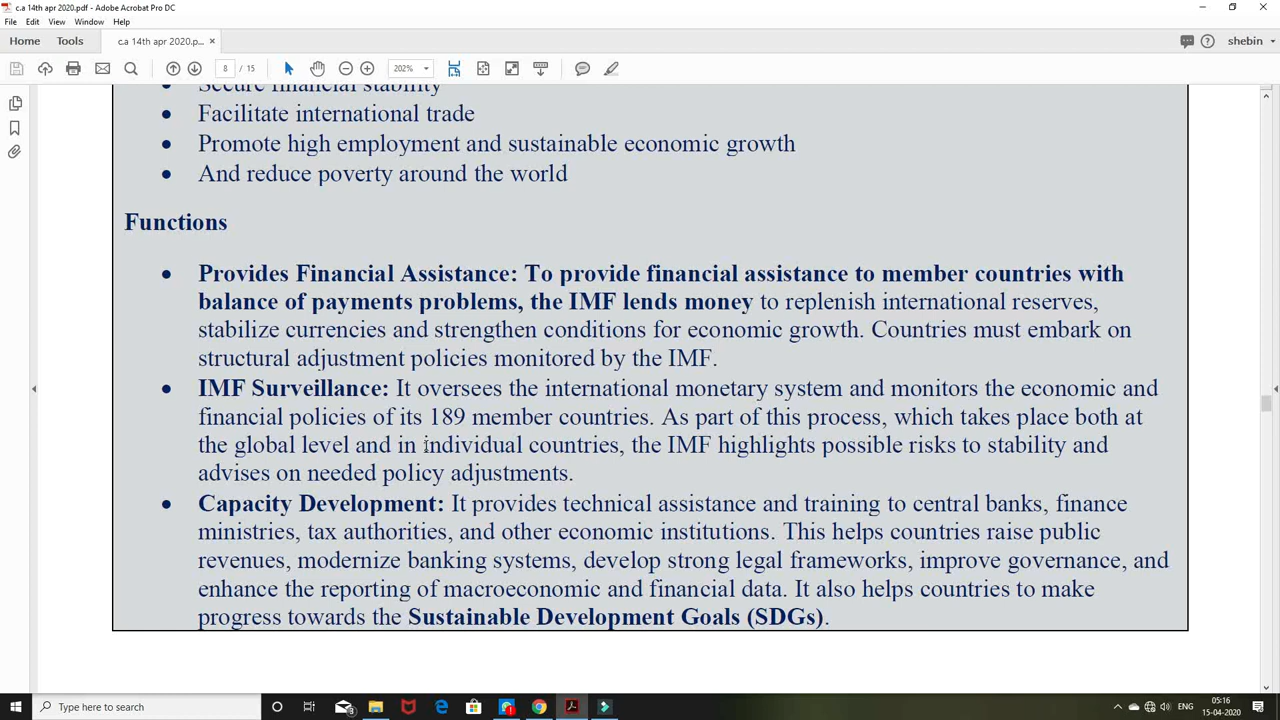 c.a 14th apr 2020.pdf - Adobe Acrobat Pro DC
File Edit View Window Help
Home Tools c.a 14th apr 2020.p... × shebin
8 / 15 202%
Secure financial stability
• Facilitate international trade
• Promote high employment and sustainable economic growth
• And reduce poverty around the world
Functions
• Provides Financial Assistance: To provide financial assistance to member countries with
balance of payments problems, the IMF lends money to replenish international reserves,
stabilize currencies and strengthen conditions for economic growth. Countries must embark on
structural adjustment policies monitored by the IMF.
• IMF Surveillance: It oversees the international monetary system and monitors the economic and
financial policies of its 189 member countries. As part of this process, which takes place both at
the global level and in individual countries, the IMF highlights possible risks to stability and
advises on needed policy adjustments.
• Capacity Development: It provides technical assistance and training to central banks, finance
ministries, tax authorities, and other economic institutions. This helps countries raise public
revenues, modernize banking systems, develop strong legal frameworks, improve governance, and
enhance the reporting of macroeconomic and financial data. It also helps countries to make
progress towards the Sustainable Development Goals (SDGs).
Type here to search
05:16
15-04-2020